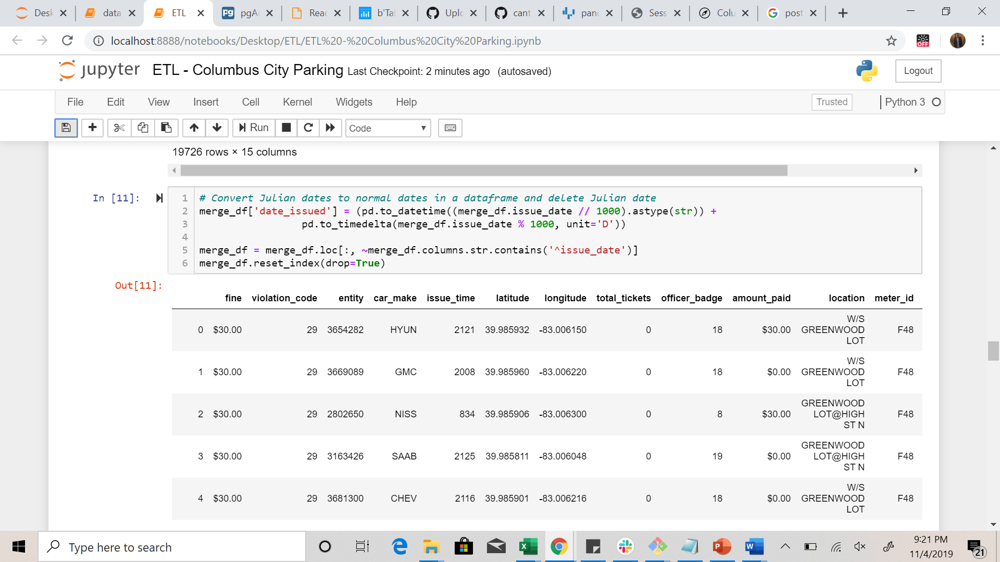 Desk
data
ETL -
pgA
Reac
b'Tal
Uplo
cant
panc
Sess
Colu
post
localhost:8888/notebooks/Desktop/ETL/ETL%20-%20Columbus%20City%20Parking.ipynb
OFF
jupyter ETL - Columbus City Parking Last Checkpoint: 2 minutes ago (autosaved)
Logout
File Edit View Insert Cell Kernel Widgets Help
Trusted
Python 3
Run
Code
19726 rows × 15 columns
In [11]:
1 # Convert Julian dates to normal dates in a dataframe and delete Julian date
2 merge_df['date_issued'] = (pd.to_datetime((merge_df.issue_date // 1000).astype(str)) +
3 pd.to_timedelta(merge_df.issue_date % 1000, unit='D'))
4
5 merge_df = merge_df.loc[:, ~merge_df.columns.str.contains('^issue_date')]
6 merge_df.reset_index(drop=True)
Out[11]:
fine violation_code entity car_make issue_time latitude longitude total_tickets officer_badge amount_paid location meter_id
0 $30.00 29 3654282 HYUN 2121 39.985932 -83.006150 0 18 $30.00 W/S GREENWOOD LOT F48
1 $30.00 29 3669089 GMC 2008 39.985960 -83.006220 0 18 $0.00 W/S GREENWOOD LOT F48
2 $30.00 29 2802650 NISS 834 39.985906 -83.006300 0 8 $30.00 GREENWOOD LOT@HIGH ST N F48
3 $30.00 29 3163426 SAAB 2125 39.985811 -83.006048 0 19 $0.00 GREENWOOD LOT@HIGH ST N F48
4 $30.00 29 3681300 CHEV 2116 39.985901 -83.006216 0 18 $0.00 W/S GREENWOOD LOT F48
Type here to search
9:21 PM
11/4/2019
21